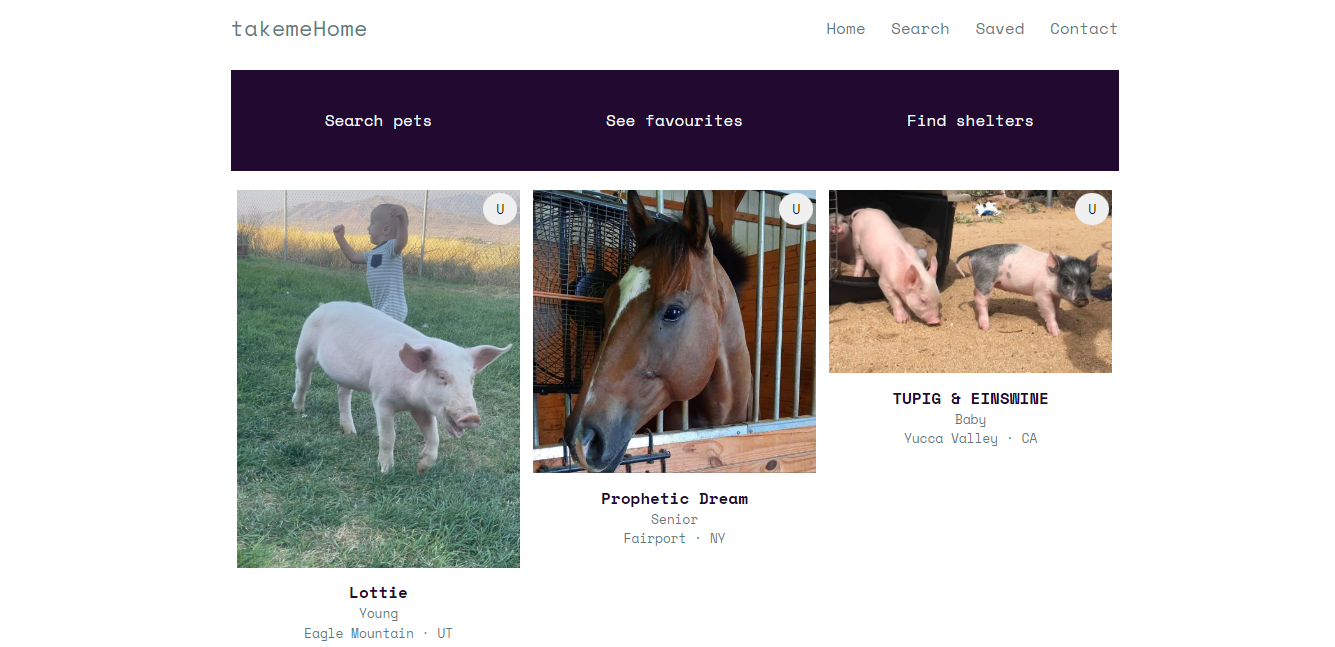 takemeHome
Home Search Saved Contact
Search pets See favourites Find shelters
U
U
U
Lottie
Young
Eagle Mountain · UT
Prophetic Dream
Senior
Fairport · NY
TUPIG & EINSWINE
Baby
Yucca Valley · CA